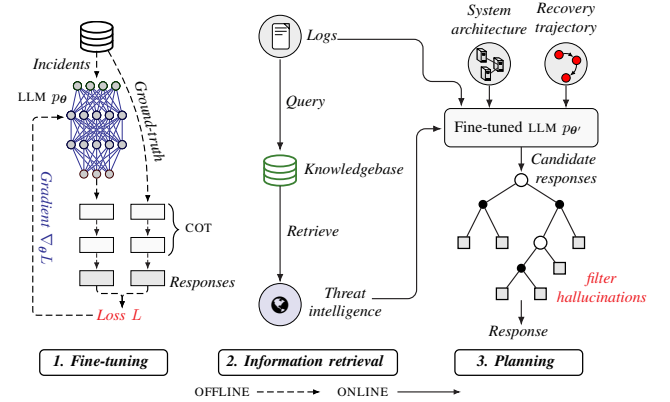 System
architecture
Recovery
trajectory
Logs
Incidents
LLM pθ
Ground-truth
Query
Fine-tuned LLM pθ′
Candidate
responses
Knowledgebase
Gradient ∇θL
COT
Retrieve
Responses
filter
hallucinations
Threat
intelligence
Loss L
Response
1. Fine-tuning
2. Information retrieval
3. Planning
OFFLINE
ONLINE